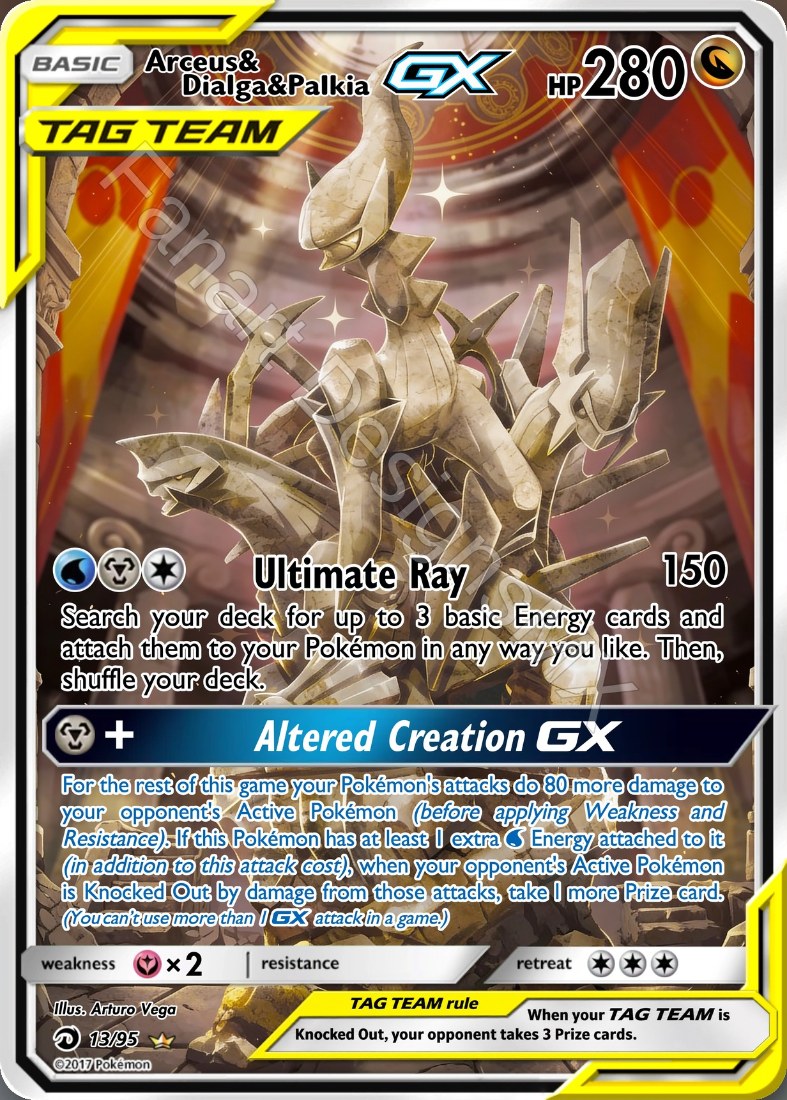 BASIC
Arceus&
Dialga&Palkia GX HP 280
TAG TEAM
Fanart Designed by
Ultimate Ray 150
Search your deck for up to 3 basic Energy cards and
attach them to your Pokémon in any way you like. Then,
shuffle your deck.
+ Altered Creation GX
For the rest of this game your Pokémon's attacks do 80 more damage to
your opponent's Active Pokémon (before applying Weakness and
Resistance). If this Pokémon has at least 1 extra Energy attached to it
(in addition to this attack cost), when your opponent's Active Pokémon
is Knocked Out by damage from those attacks, take 1 more Prize card.
(You can't use more than 1 GX attack in a game.)
weakness ×2 resistance retreat
Illus. Arturo Vega
TAG TEAM rule
When your TAG TEAM is
Knocked Out, your opponent takes 3 Prize cards.
13/95
©2017 Pokémon